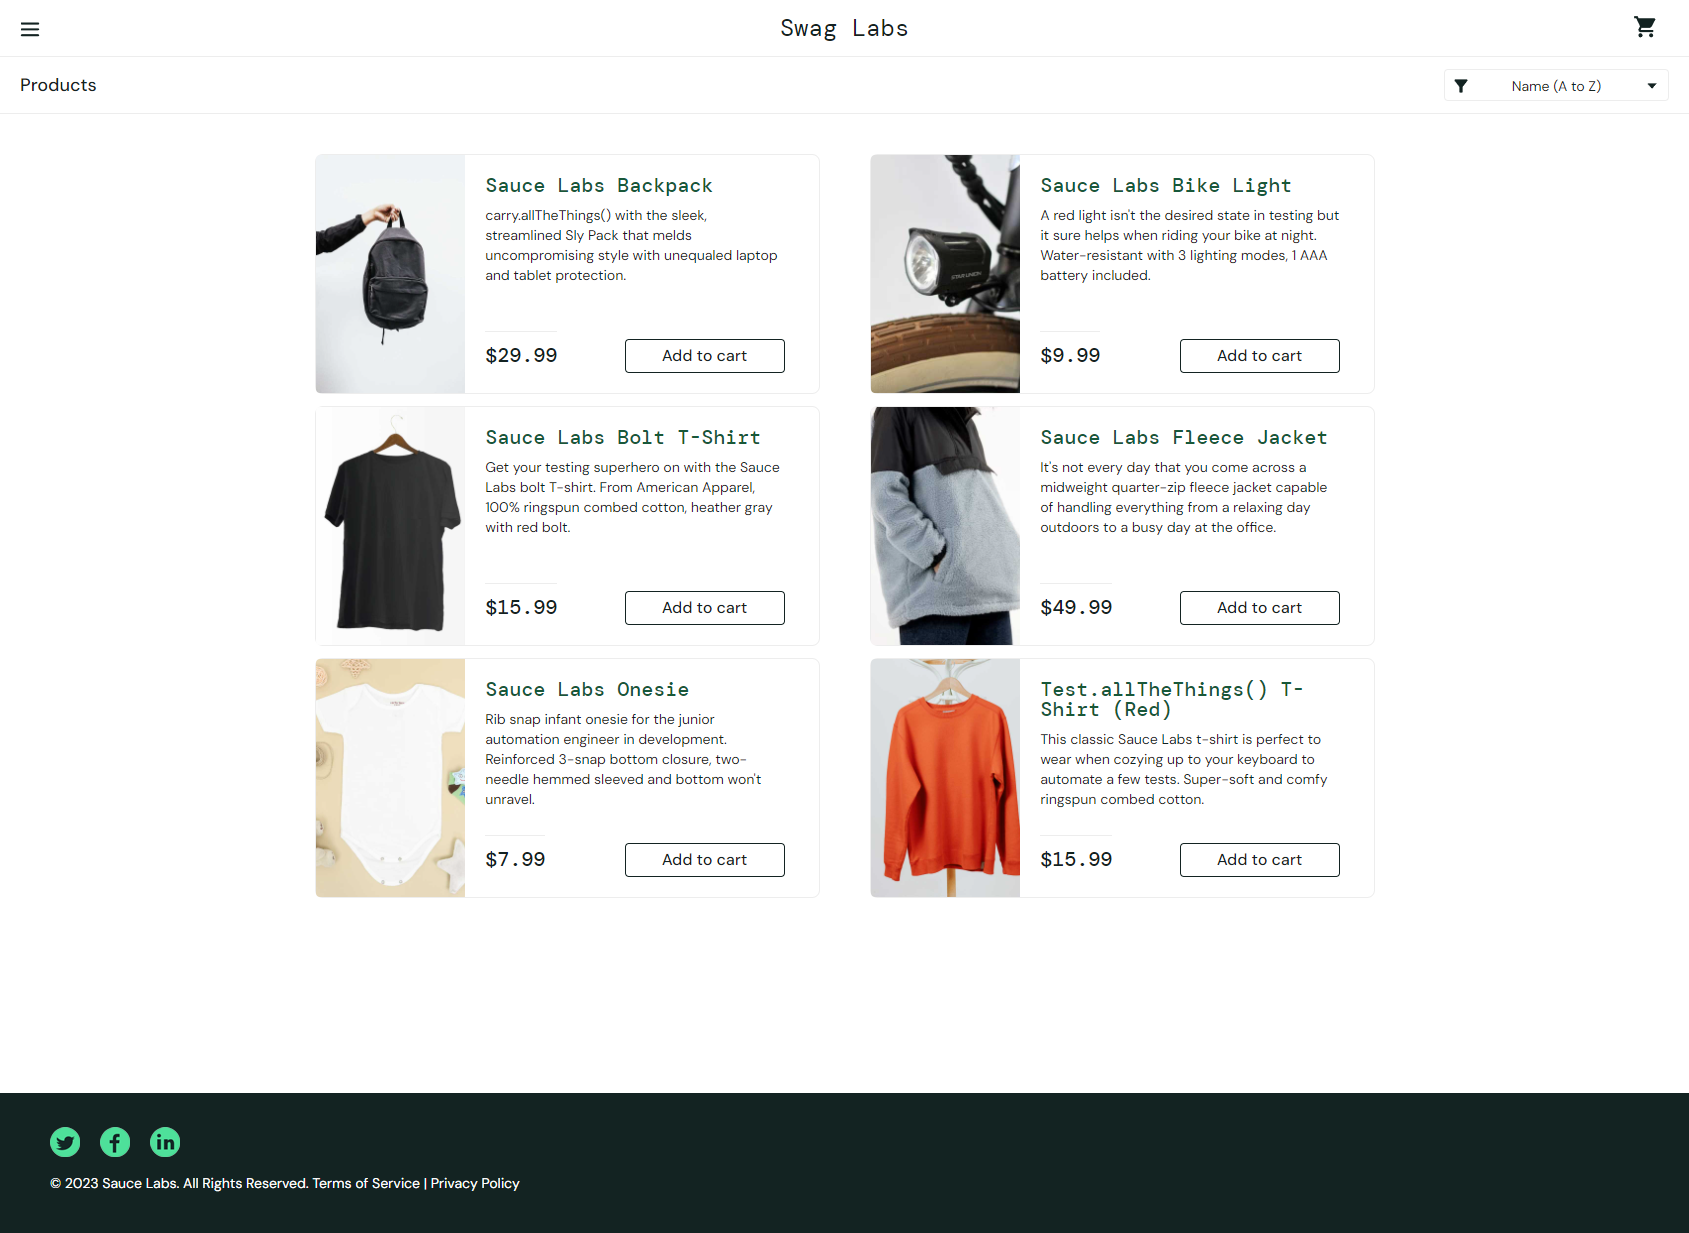 Swag Labs
Products
Name (A to Z)
Sauce Labs Backpack
carry.allTheThings() with the sleek,
streamlined Sly Pack that melds
uncompromising style with unequaled laptop
and tablet protection.
$29.99
Add to cart
Sauce Labs Bike Light
A red light isn't the desired state in testing but
it sure helps when riding your bike at night.
Water-resistant with 3 lighting modes, 1 AAA
battery included.
$9.99
Add to cart
STAR UNION
Sauce Labs Bolt T-Shirt
Get your testing superhero on with the Sauce
Labs bolt T-shirt. From American Apparel,
100% ringspun combed cotton, heather gray
with red bolt.
$15.99
Add to cart
Sauce Labs Fleece Jacket
It's not every day that you come across a
midweight quarter-zip fleece jacket capable
of handling everything from a relaxing day
outdoors to a busy day at the office.
$49.99
Add to cart
Sauce Labs Onesie
Rib snap infant onesie for the junior
automation engineer in development.
Reinforced 3-snap bottom closure, two-
needle hemmed sleeved and bottom won't
unravel.
$7.99
Add to cart
Test.allTheThings() T-
Shirt (Red)
This classic Sauce Labs t-shirt is perfect to
wear when cozying up to your keyboard to
automate a few tests. Super-soft and comfy
ringspun combed cotton.
$15.99
Add to cart
© 2023 Sauce Labs. All Rights Reserved. Terms of Service | Privacy Policy